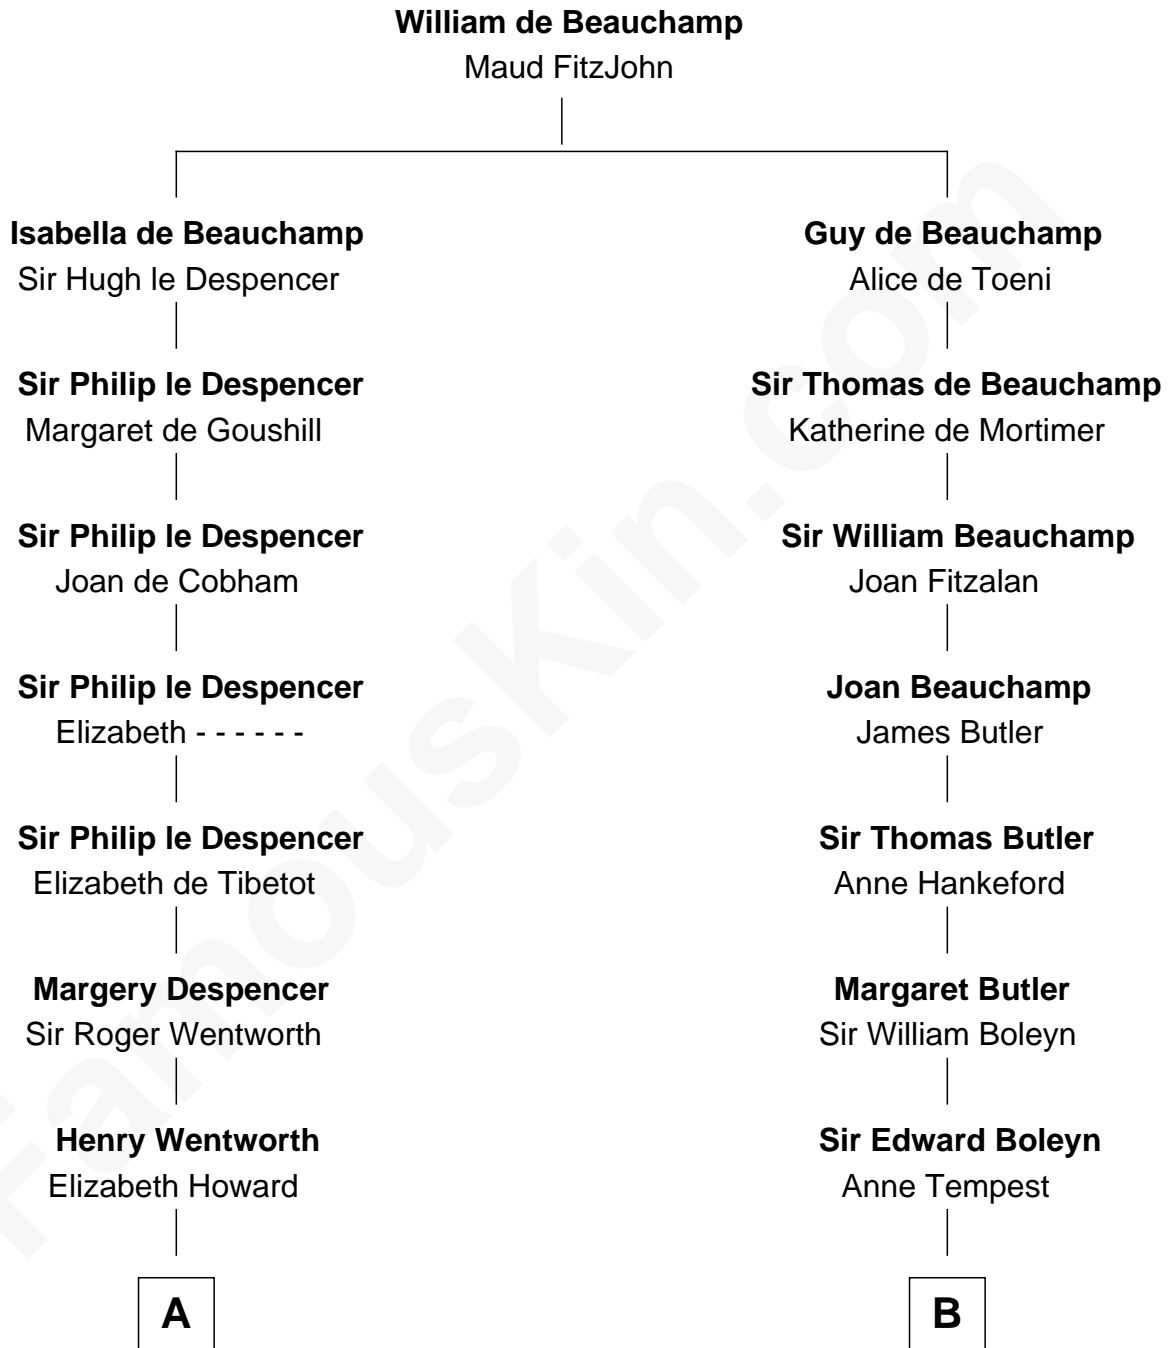 William de Beauchamp
Maud FitzJohn
Isabella de Beauchamp
Sir Hugh le Despencer
Guy de Beauchamp
Alice de Toeni
Sir Philip le Despencer
Margaret de Goushill
Sir Thomas de Beauchamp
Katherine de Mortimer
Sir Philip le Despencer
Joan de Cobham
Sir William Beauchamp
Joan Fitzalan
Sir Philip le Despencer
Elizabeth - - - - - -
Joan Beauchamp
James Butler
Sir Philip le Despencer
Elizabeth de Tibetot
Sir Thomas Butler
Anne Hankeford
Margery Despencer
Sir Roger Wentworth
Margaret Butler
Sir William Boleyn
Henry Wentworth
Elizabeth Howard
Sir Edward Boleyn
Anne Tempest
A
B
FamousKin.com